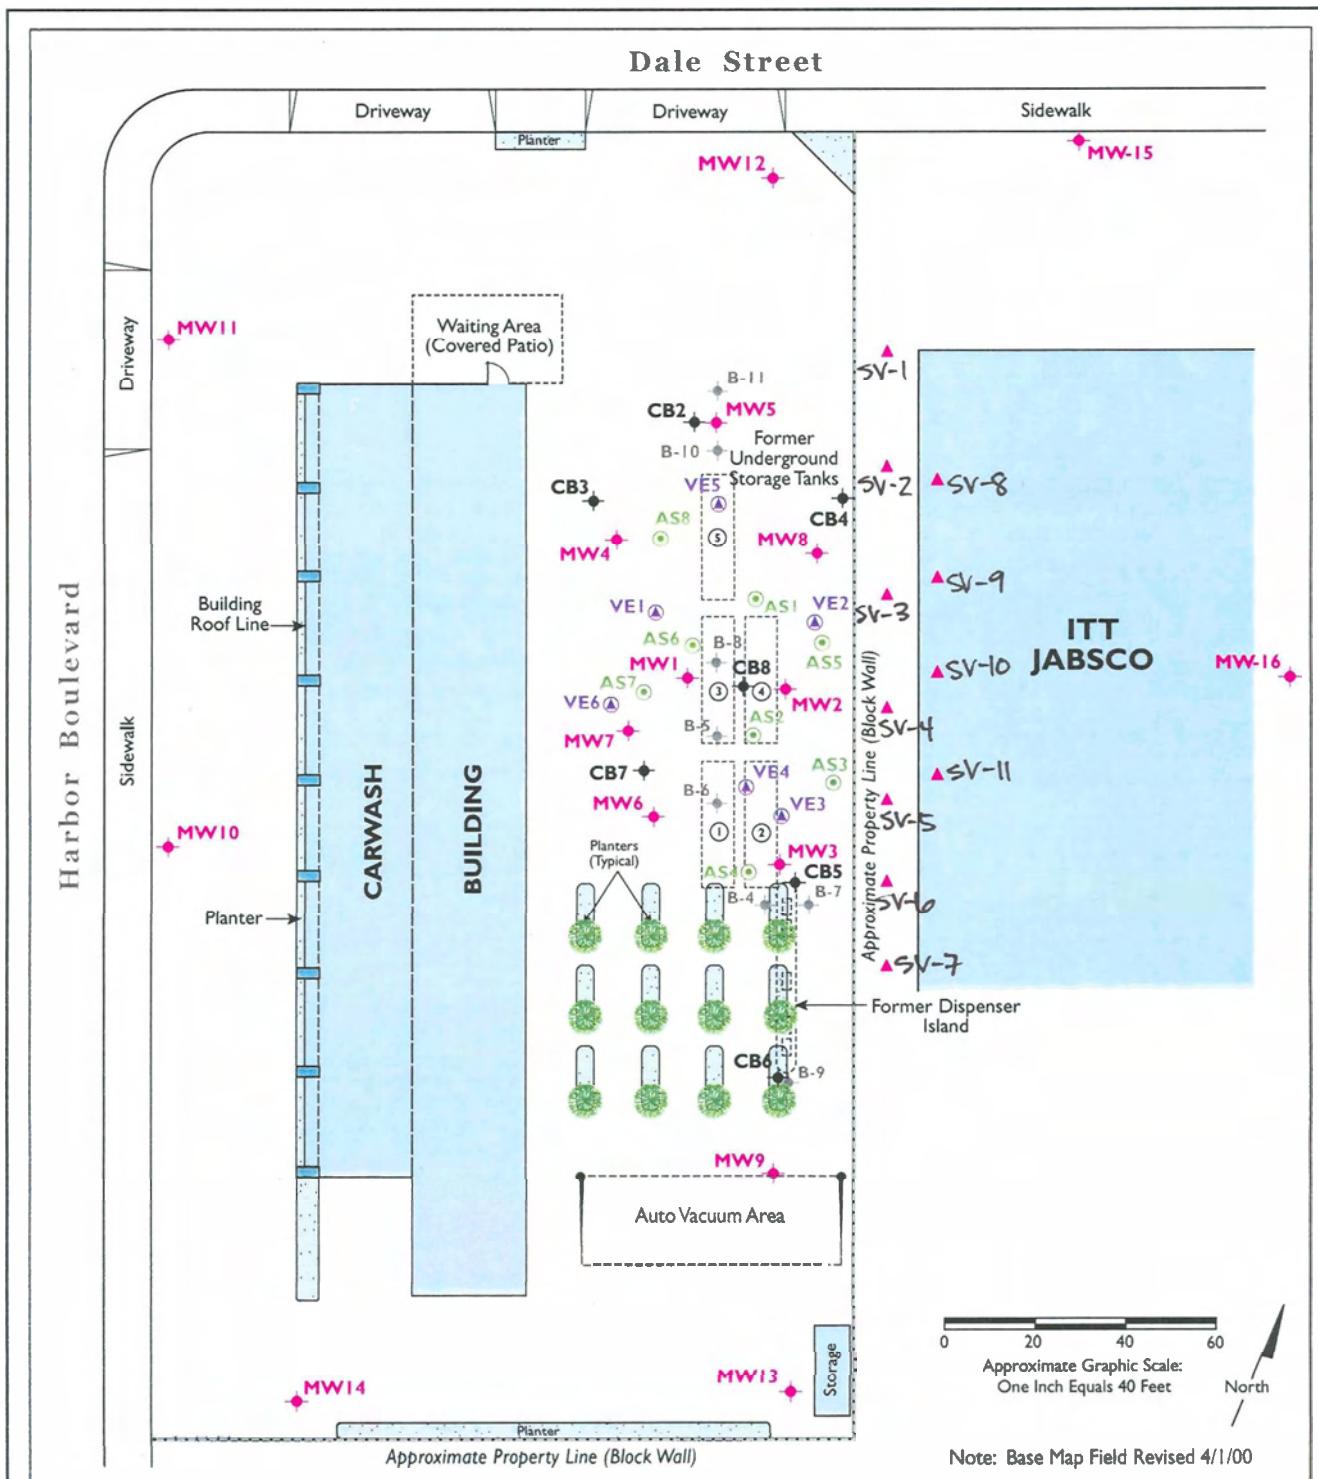 Dale Street
Driveway
Driveway
Sidewalk
Planter
MW-15
MW12
MW11
Driveway
Waiting Area
(Covered Patio)
SV-1
B-11
CB2
MW5
B-10
Former
Underground
Storage Tanks
SV-2
SV-8
CB3
VE5
CB4
AS8
5
MW4
MW8
SV-9
Building
Roof Line
VE1
AS1
VE2
SV-3
ITT
JABSCO
AS6
B-8
AS5
MW1
CB8
SV-10
MW-16
AS7
3
4
MW2
VE6
SV-4
MW7
B-5
AS2
Harbor Boulevard
Sidewalk
CARWASH
BUILDING
CB7
VE4
AS3
SV-11
MW6
B-6
VE3
SV-5
MW10
Planters
(Typical)
1
2
MW3
AS4
CB5
Planter
B-4
B-7
SV-6
Approximate Property Line (Block Wall)
SV-7
Former Dispenser
Island
CB6
B-9
MW9
Auto Vacuum Area
0 20 40 60
Approximate Graphic Scale:
One Inch Equals 40 Feet
North
MW14
MW13
Storage
Planter
Approximate Property Line (Block Wall)
Note: Base Map Field Revised 4/1/00